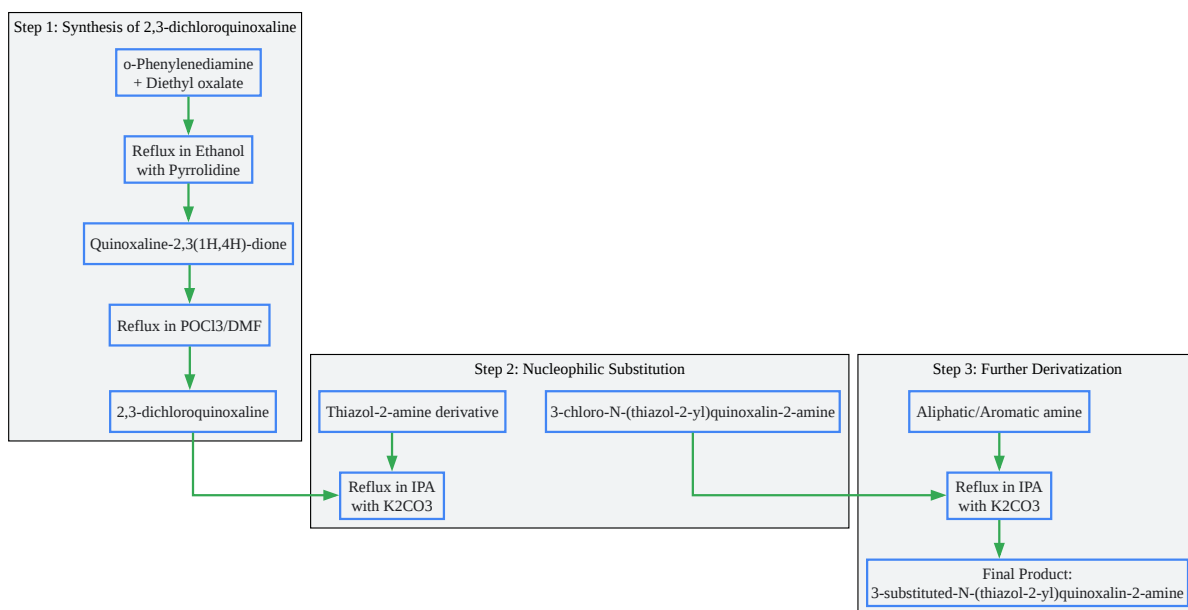 Step 1: Synthesis of 2,3-dichloroquinoxaline
o-Phenylenediamine
+ Diethyl oxalate
Reflux in Ethanol
with Pyrrolidine
Quinoxaline-2,3(1H,4H)-dione
Reflux in POCl3/DMF
2,3-dichloroquinoxaline
Step 2: Nucleophilic Substitution
Thiazol-2-amine derivative
3-chloro-N-(thiazol-2-yl)quinoxalin-2-amine
Reflux in IPA
with K2CO3
Step 3: Further Derivatization
Aliphatic/Aromatic amine
Reflux in IPA
with K2CO3
Final Product:
3-substituted-N-(thiazol-2-yl)quinoxalin-2-amine